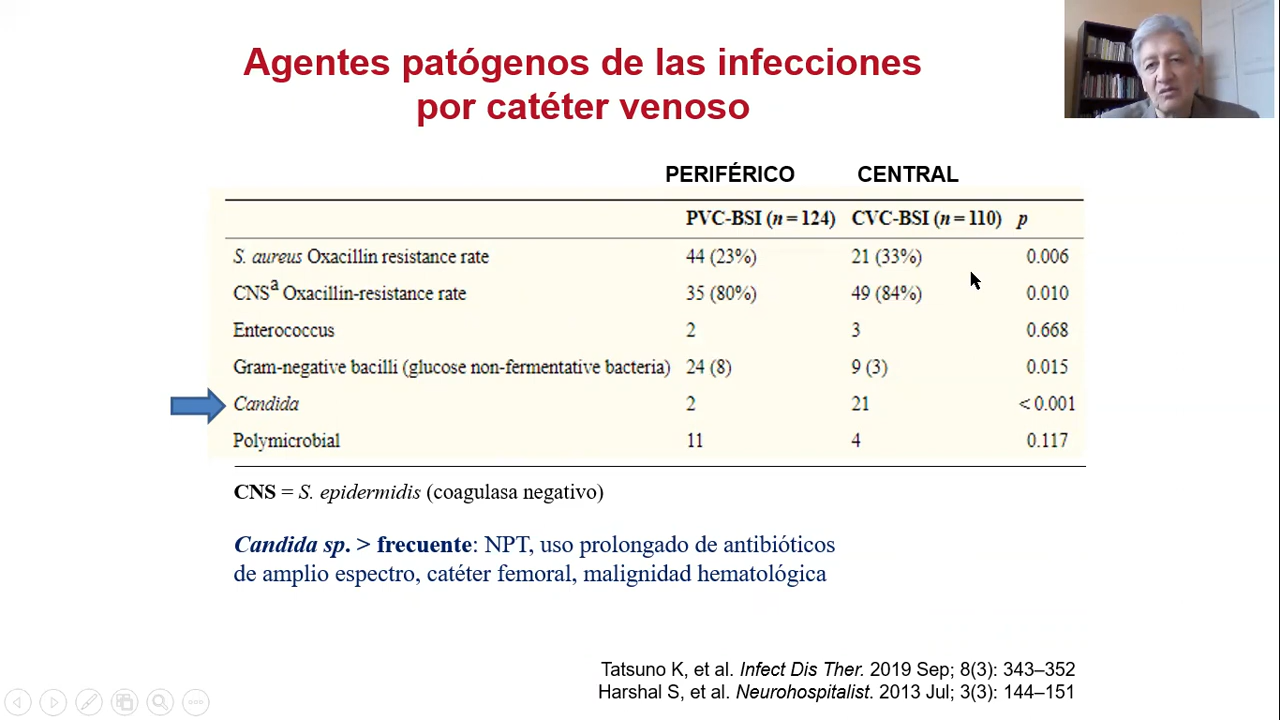 Agentes patógenos de las infecciones
por catéter venoso
PERIFÉRICO CENTRAL
PVC-BSI (n = 124) CVC-BSI (n = 110) p
S. aureus Oxacillin resistance rate 44 (23%) 21 (33%) 0.006
CNSa Oxacillin-resistance rate 35 (80%) 49 (84%) 0.010
Enterococcus 2 3 0.668
Gram-negative bacilli (glucose non-fermentative bacteria) 24 (8) 9 (3) 0.015
Candida 2 21 < 0.001
Polymicrobial 11 4 0.117
CNS = S. epidermidis (coagulasa negativo)
Candida sp. > frecuente: NPT, uso prolongado de antibióticos
de amplio espectro, catéter femoral, malignidad hematológica
Tatsuno K, et al. Infect Dis Ther. 2019 Sep; 8(3): 343–352
Harshal S, et al. Neurohospitalist. 2013 Jul; 3(3): 144–151